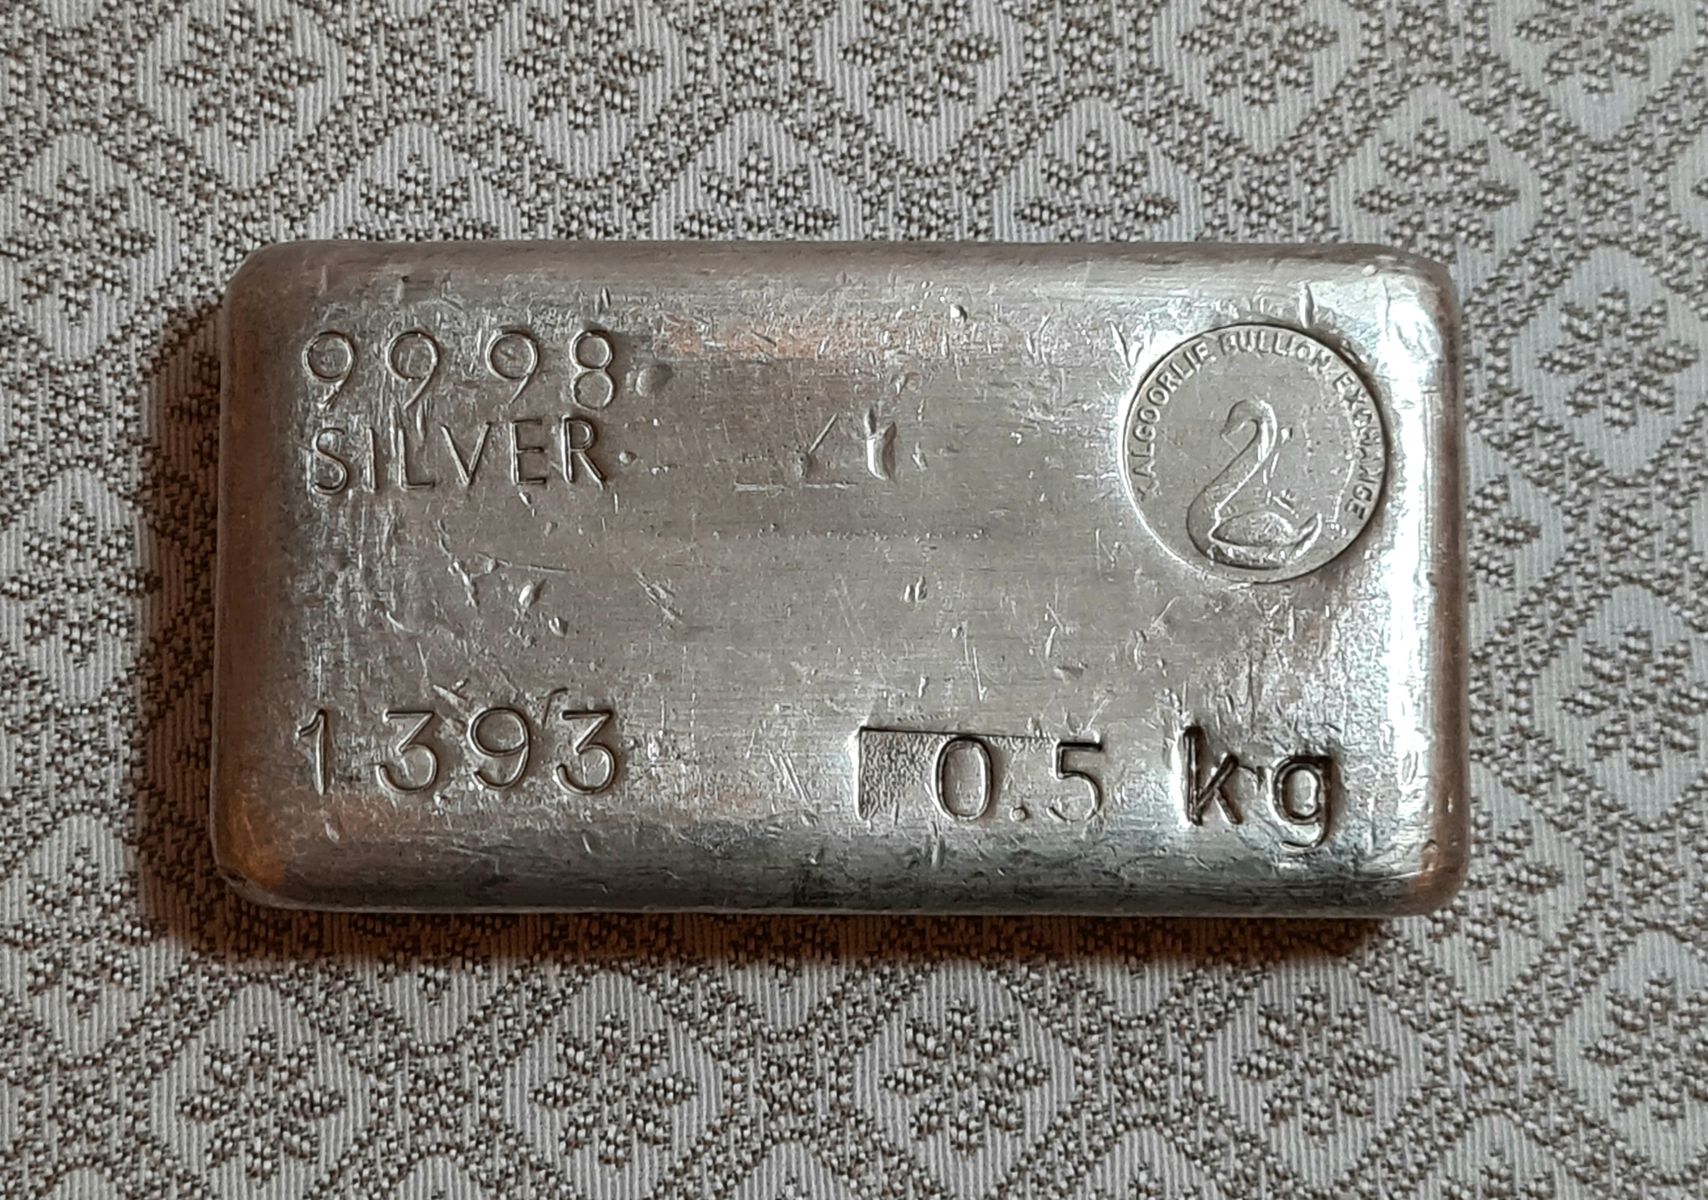 9998
SILVER
KALGOORLIE BULLION EXCHANGE
1393
0.5 kg